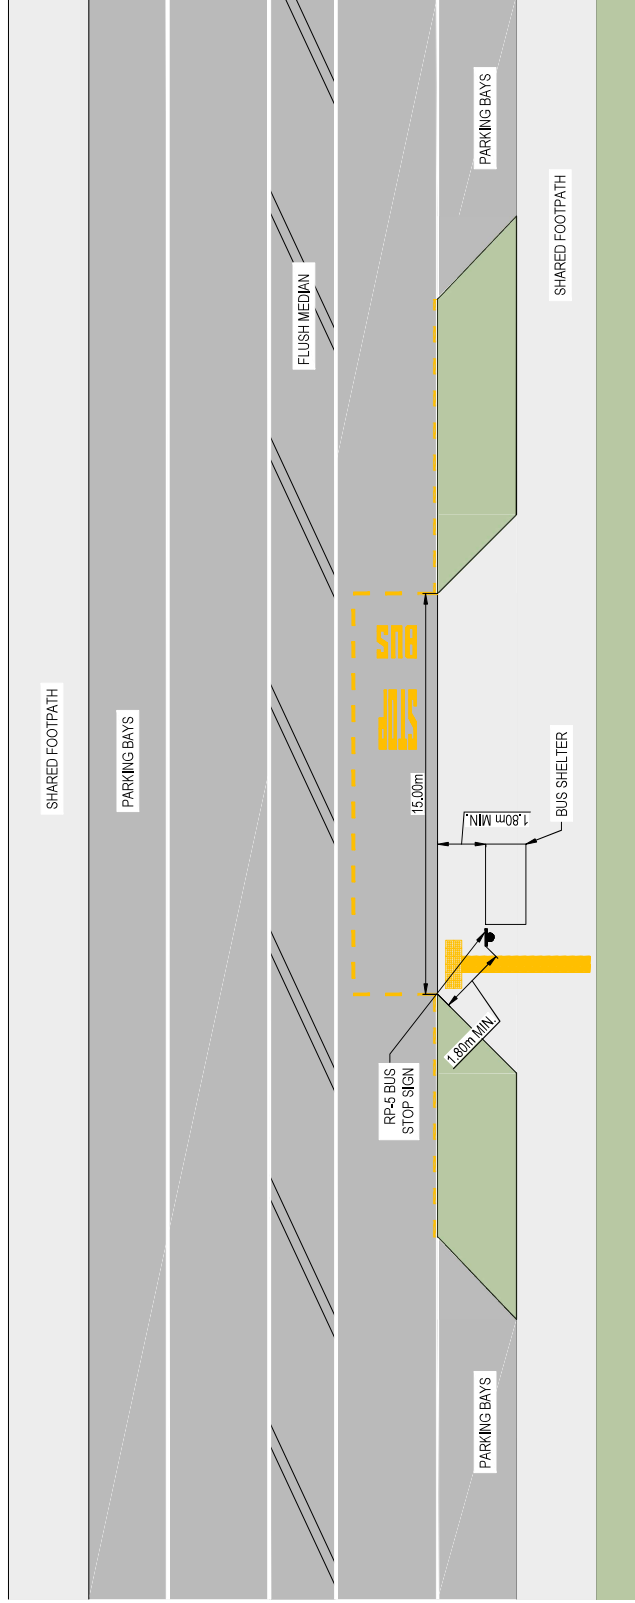 SHARED FOOTPATH
PARKING BAYS
FLUSH MEDIAN
BUS
STOP
15.00m
RP-5 BUS
STOP SIGN
1.80m MIN.
1.80m MIN.
BUS SHELTER
PARKING BAYS
PARKING BAYS
SHARED FOOTPATH